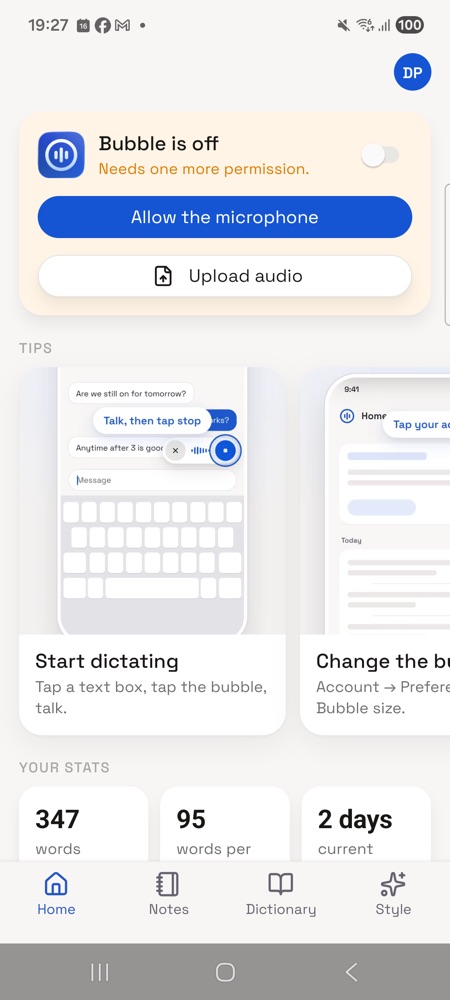 19:27
16
100
DP
Bubble is off
Needs one more permission.
Allow the microphone
Upload audio
TIPS
Are we still on for tomorrow?
Talk, then tap stop
rks?
Anytime after 3 is good
Message
Start dictating
Tap a text box, tap the bubble,
talk.
9:41
Home
Tap your a
Today
Change the bu
Account → Prefere
Bubble size.
YOUR STATS
347
words
95
words per
2 days
current
Home
Notes
Dictionary
Style